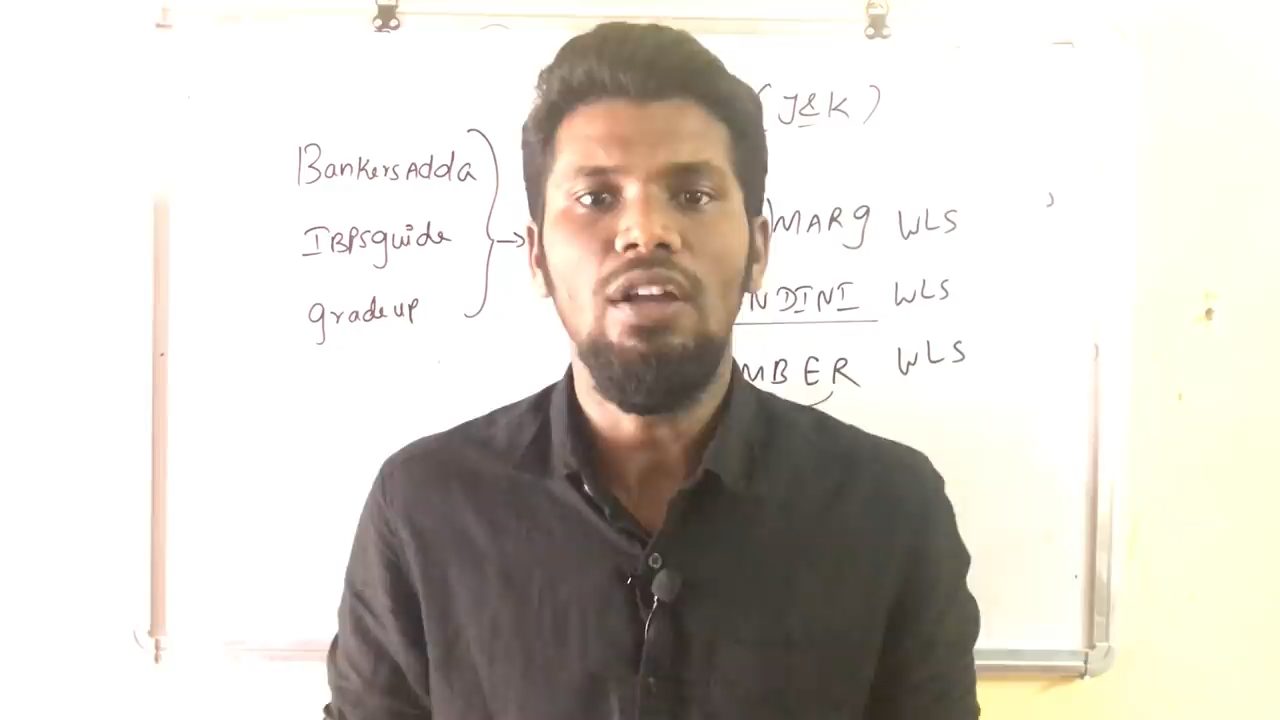 (J&K)
BankersAdda
IBPSguide
gradeup
MARG WLS
NDINI WLS
MBER WLS